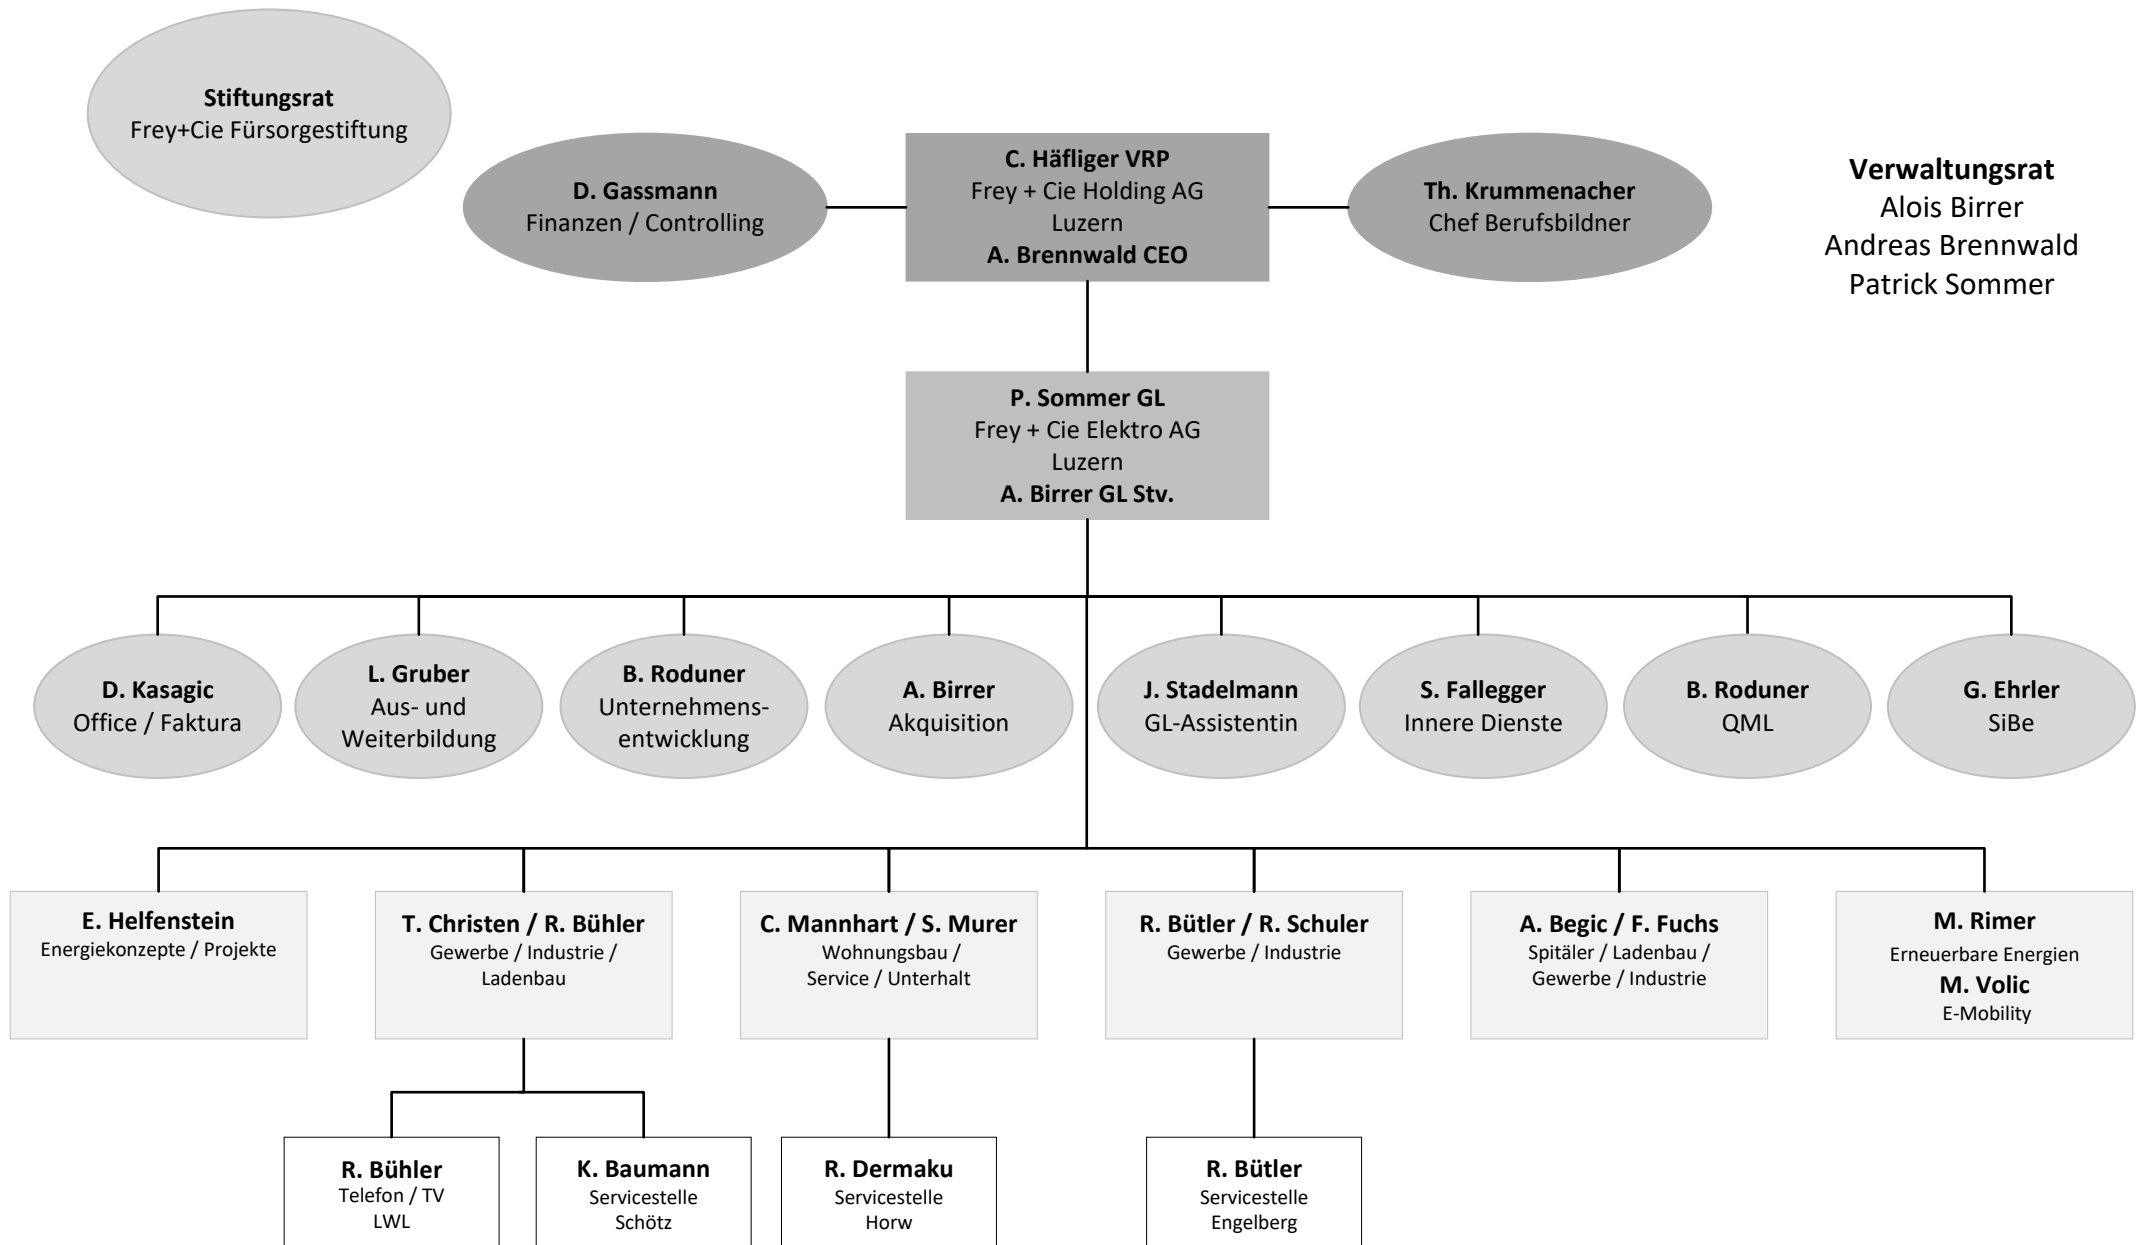 Stiftungsrat
Frey+Cie Fürsorgestiftung
D. Gassmann
Finanzen / Controlling
C. Häfliger VRP
Frey + Cie Holding AG
Luzern
A. Brennwald CEO
Th. Krummenacher
Chef Berufsbildner
Verwaltungsrat
Alois Birrer
Andreas Brennwald
Patrick Sommer
P. Sommer GL
Frey + Cie Elektro AG
Luzern
A. Birrer GL Stv.
D. Kasagic
Office / Faktura
L. Gruber
Aus- und
Weiterbildung
B. Roduner
Unternehmens-
entwicklung
A. Birrer
Akquisition
J. Stadelmann
GL-Assistentin
S. Fallegger
Innere Dienste
B. Roduner
QML
G. Ehrler
SiBe
E. Helfenstein
Energiekonzepte / Projekte
T. Christen / R. Bühler
Gewerbe / Industrie /
Ladenbau
C. Mannhart / S. Murer
Wohnungsbau /
Service / Unterhalt
R. Bütler / R. Schuler
Gewerbe / Industrie
A. Begic / F. Fuchs
Spitäler / Ladenbau /
Gewerbe / Industrie
M. Rimer
Erneuerbare Energien
M. Volic
E-Mobility
R. Bühler
Telefon / TV
LWL
K. Baumann
Servicestelle
Schötz
R. Dermaku
Servicestelle
Horw
R. Bütler
Servicestelle
Engelberg